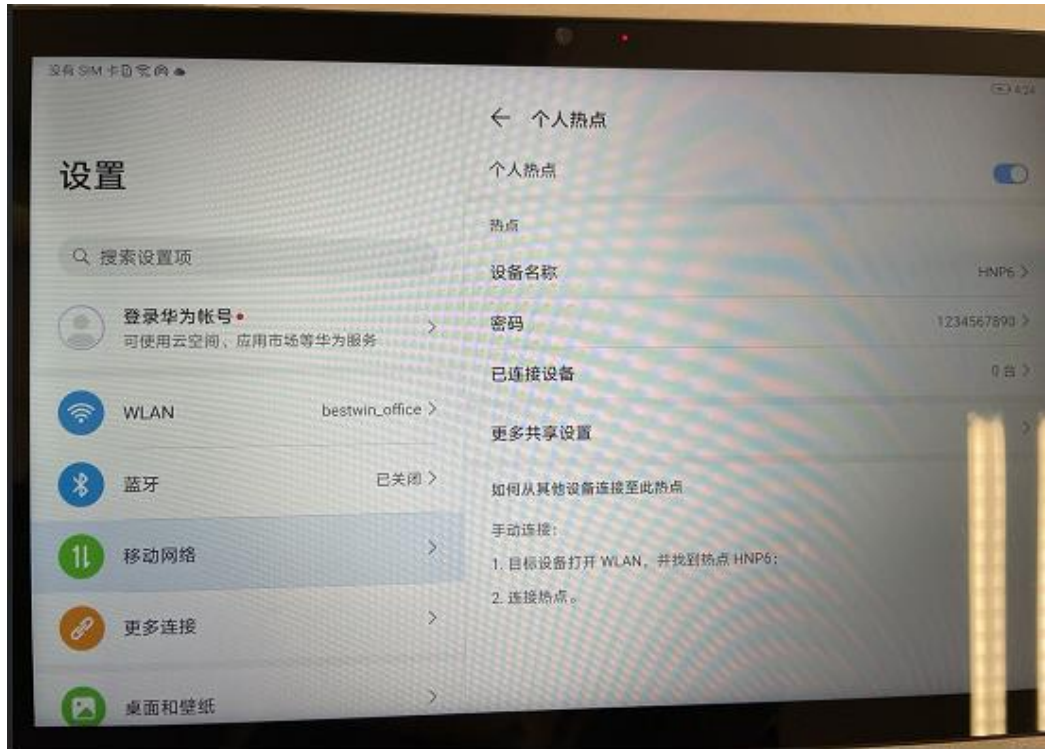 没有 SIM 卡
4:24
设置
搜索设置项
登录华为帐号
可使用云空间、应用市场等华为服务
WLAN
bestwin_office
蓝牙
已关闭
移动网络
更多连接
桌面和壁纸
个人热点
个人热点
热点
设备名称
HNP6
密码
1234567890
已连接设备
0 台
更多共享设置
如何从其他设备连接至此热点
手动连接：
1. 目标设备打开 WLAN，并找到热点 HNP6；
2. 连接热点。